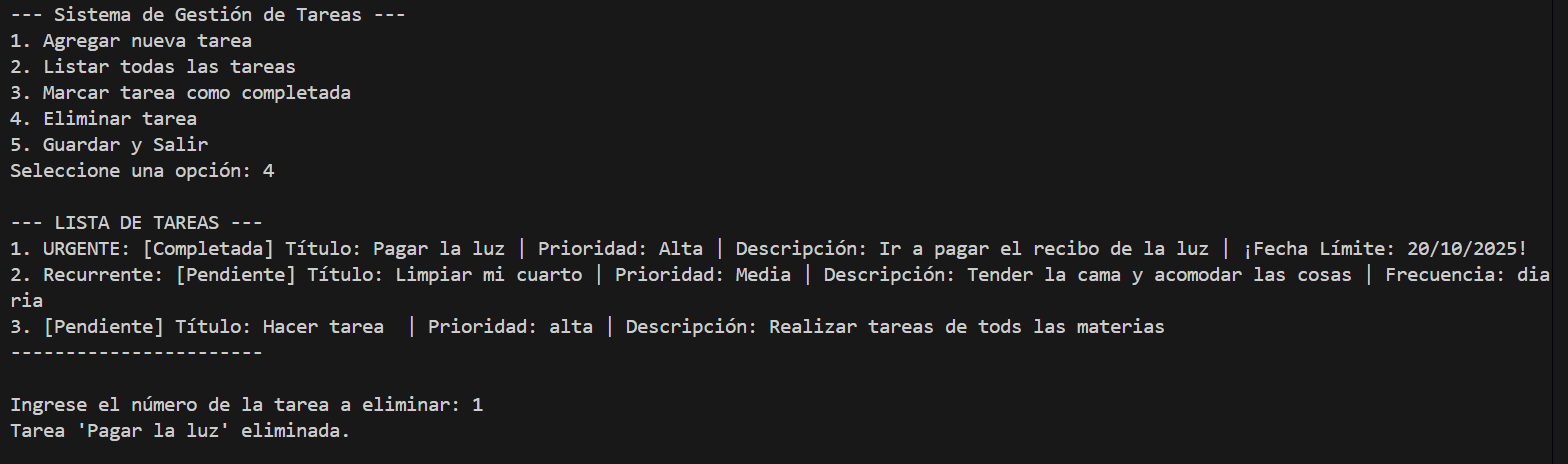 --- Sistema de Gestión de Tareas ---
1. Agregar nueva tarea
2. Listar todas las tareas
3. Marcar tarea como completada
4. Eliminar tarea
5. Guardar y Salir
Seleccione una opción: 4
--- LISTA DE TAREAS ---
1. URGENTE: [Completada] Título: Pagar la luz | Prioridad: Alta | Descripción: Ir a pagar el recibo de la luz | ¡Fecha Límite: 20/10/2025!
2. Recurrente: [Pendiente] Título: Limpiar mi cuarto | Prioridad: Media | Descripción: Tender la cama y acomodar las cosas | Frecuencia: dia
ria
3. [Pendiente] Título: Hacer tarea  | Prioridad: alta | Descripción: Realizar tareas de tods las materias
-----------------------
Ingrese el número de la tarea a eliminar: 1
Tarea 'Pagar la luz' eliminada.